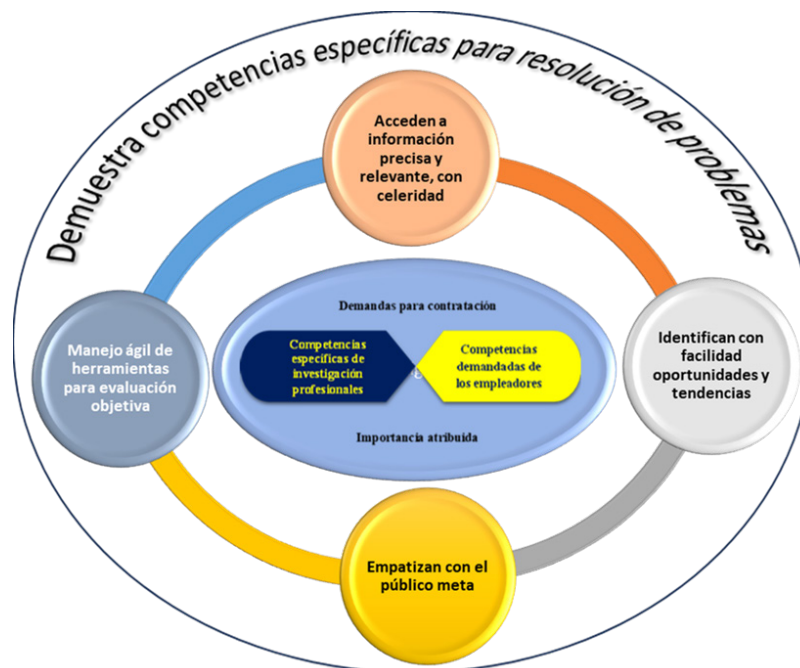 Demuestra competencias específicas para resolución de problemas
Acceden a
información
precisa y
relevante, con
celeridad
Manejo ágil de
herramientas
para evaluación
objetiva
Demandas para contratación
Competencias
específicas de
investigación
profesionales
Competencias
demandadas de
los empleadores
Importancia atribuida
Identifican con
facilidad
oportunidades y
tendencias
Empatizan con el
público meta